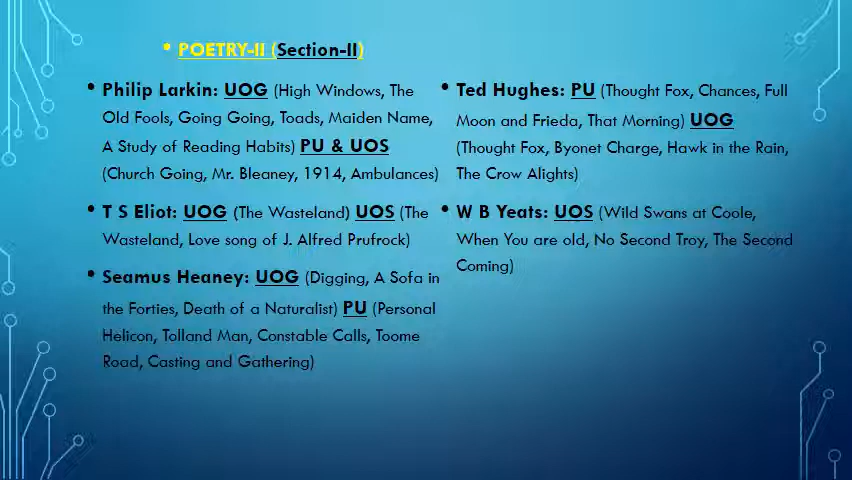 • POETRY-II (Section-II)
• Philip Larkin: UOG (High Windows, The
Old Fools, Going Going, Toads, Maiden Name,
A Study of Reading Habits) PU & UOS
(Church Going, Mr. Bleaney, 1914, Ambulances)
• T S Eliot: UOG (The Wasteland) UOS (The
Wasteland, Love song of J. Alfred Prufrock)
• Seamus Heaney: UOG (Digging, A Sofa in
the Forties, Death of a Naturalist) PU (Personal
Helicon, Tolland Man, Constable Calls, Toome
Road, Casting and Gathering)
• Ted Hughes: PU (Thought Fox, Chances, Full
Moon and Frieda, That Morning) UOG
(Thought Fox, Byonet Charge, Hawk in the Rain,
The Crow Alights)
• W B Yeats: UOS (Wild Swans at Coole,
When You are old, No Second Troy, The Second
Coming)